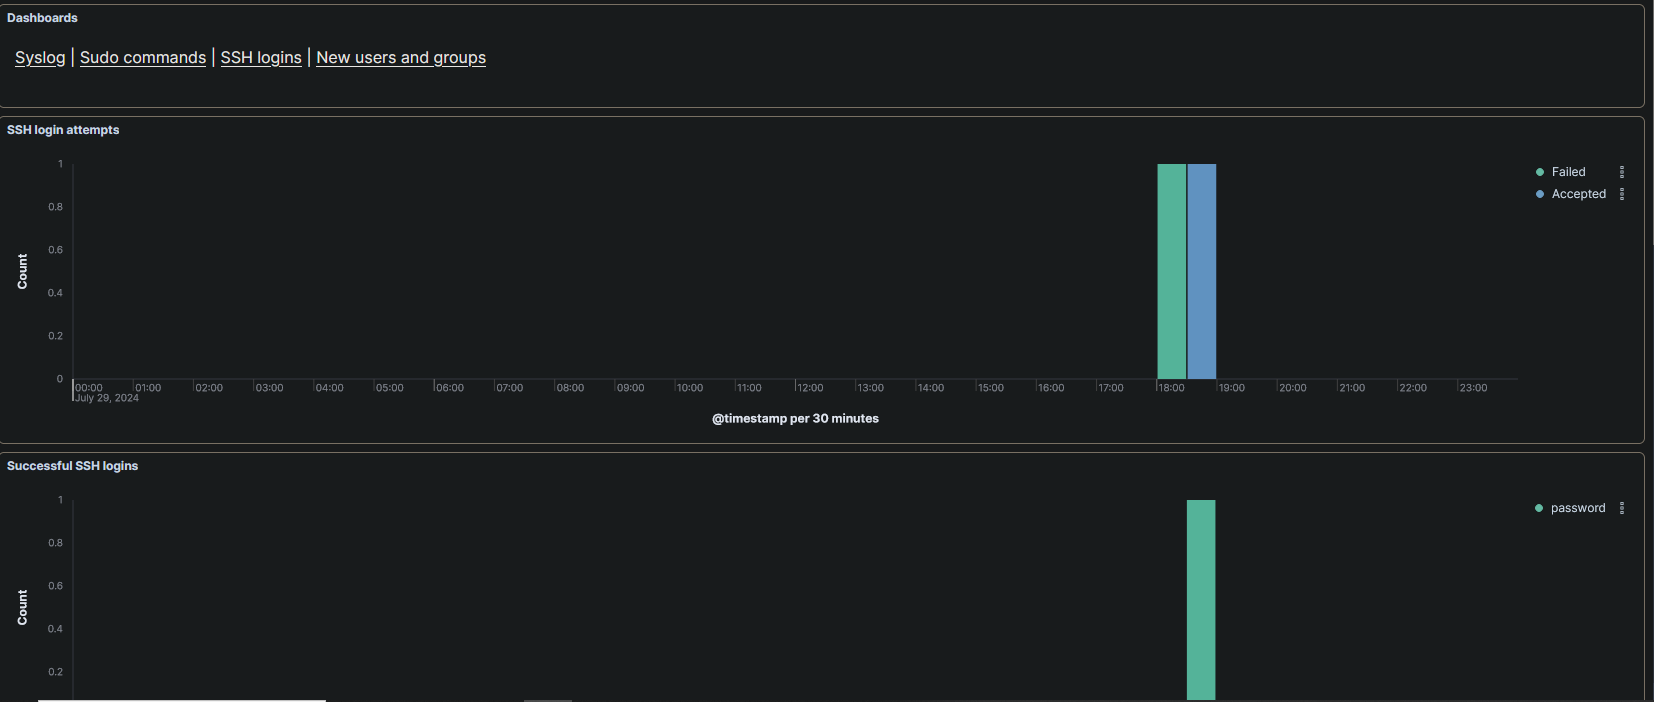 Dashboards
Syslog | Sudo commands | SSH logins | New users and groups
SSH login attempts
1
0.8
0.6
0.4
0.2
0
Count
00:00 01:00 02:00 03:00 04:00 05:00 06:00 07:00 08:00 09:00 10:00 11:00 12:00 13:00 14:00 15:00 16:00 17:00 18:00 19:00 20:00 21:00 22:00 23:00
July 29, 2024
@timestamp per 30 minutes
Failed
Accepted
Successful SSH logins
1
0.8
0.6
0.4
0.2
Count
password